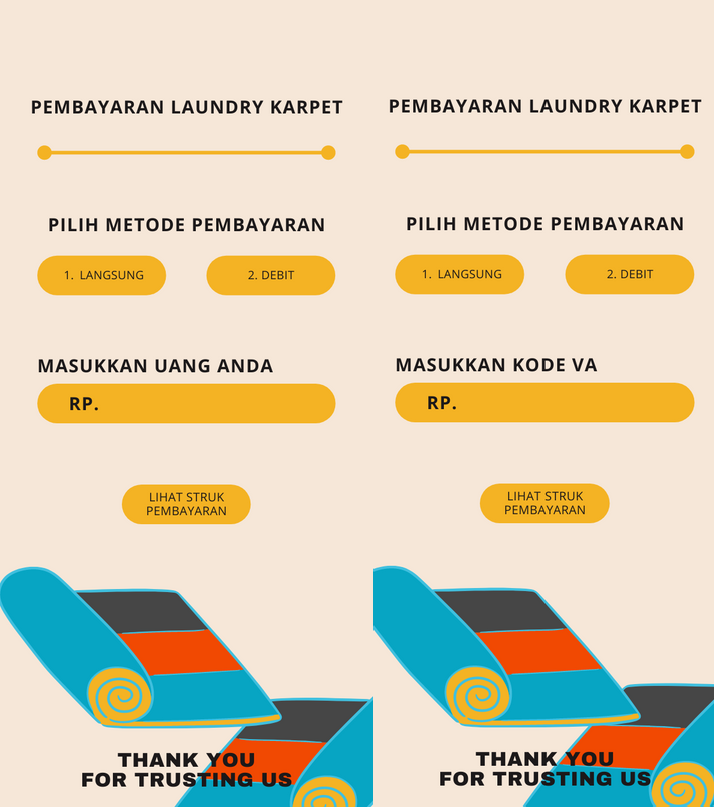 PEMBAYARAN LAUNDRY KARPET
PILIH METODE PEMBAYARAN
1. LANGSUNG
2. DEBIT
MASUKKAN UANG ANDA
RP.
LIHAT STRUK
PEMBAYARAN
THANK YOU
FOR TRUSTING US
PEMBAYARAN LAUNDRY KARPET
PILIH METODE PEMBAYARAN
1. LANGSUNG
2. DEBIT
MASUKKAN KODE VA
RP.
LIHAT STRUK
PEMBAYARAN
THANK YOU
FOR TRUSTING US